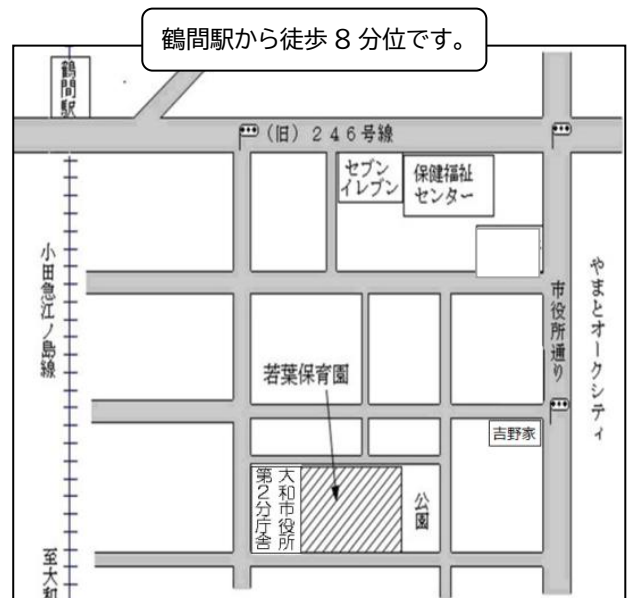 鶴間駅から徒歩 8 分位です。
鶴間駅
(旧) 246号線
セブン
イレブン
保健福祉
センター
小田急江ノ島線
市役所通り
やまとオークシティ
若葉保育園
吉野家
大和市役所
第2分庁舎
公園
至大和